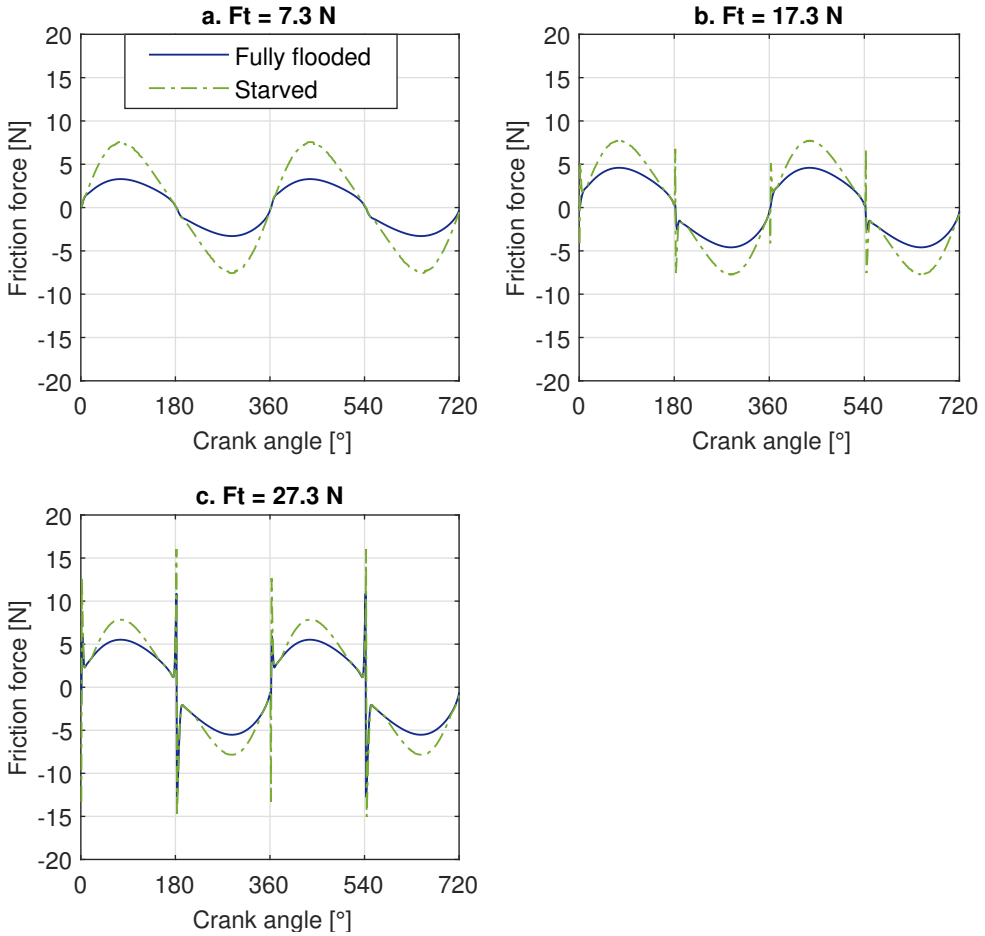 a. Ft = 7.3 N
20
15
10
5
0
-5
-10
-15
-20
Friction force [N]
Fully flooded
Starved
0 180 360 540 720
Crank angle [°]
b. Ft = 17.3 N
20
15
10
5
0
-5
-10
-15
-20
Friction force [N]
0 180 360 540 720
Crank angle [°]
c. Ft = 27.3 N
20
15
10
5
0
-5
-10
-15
-20
Friction force [N]
0 180 360 540 720
Crank angle [°]